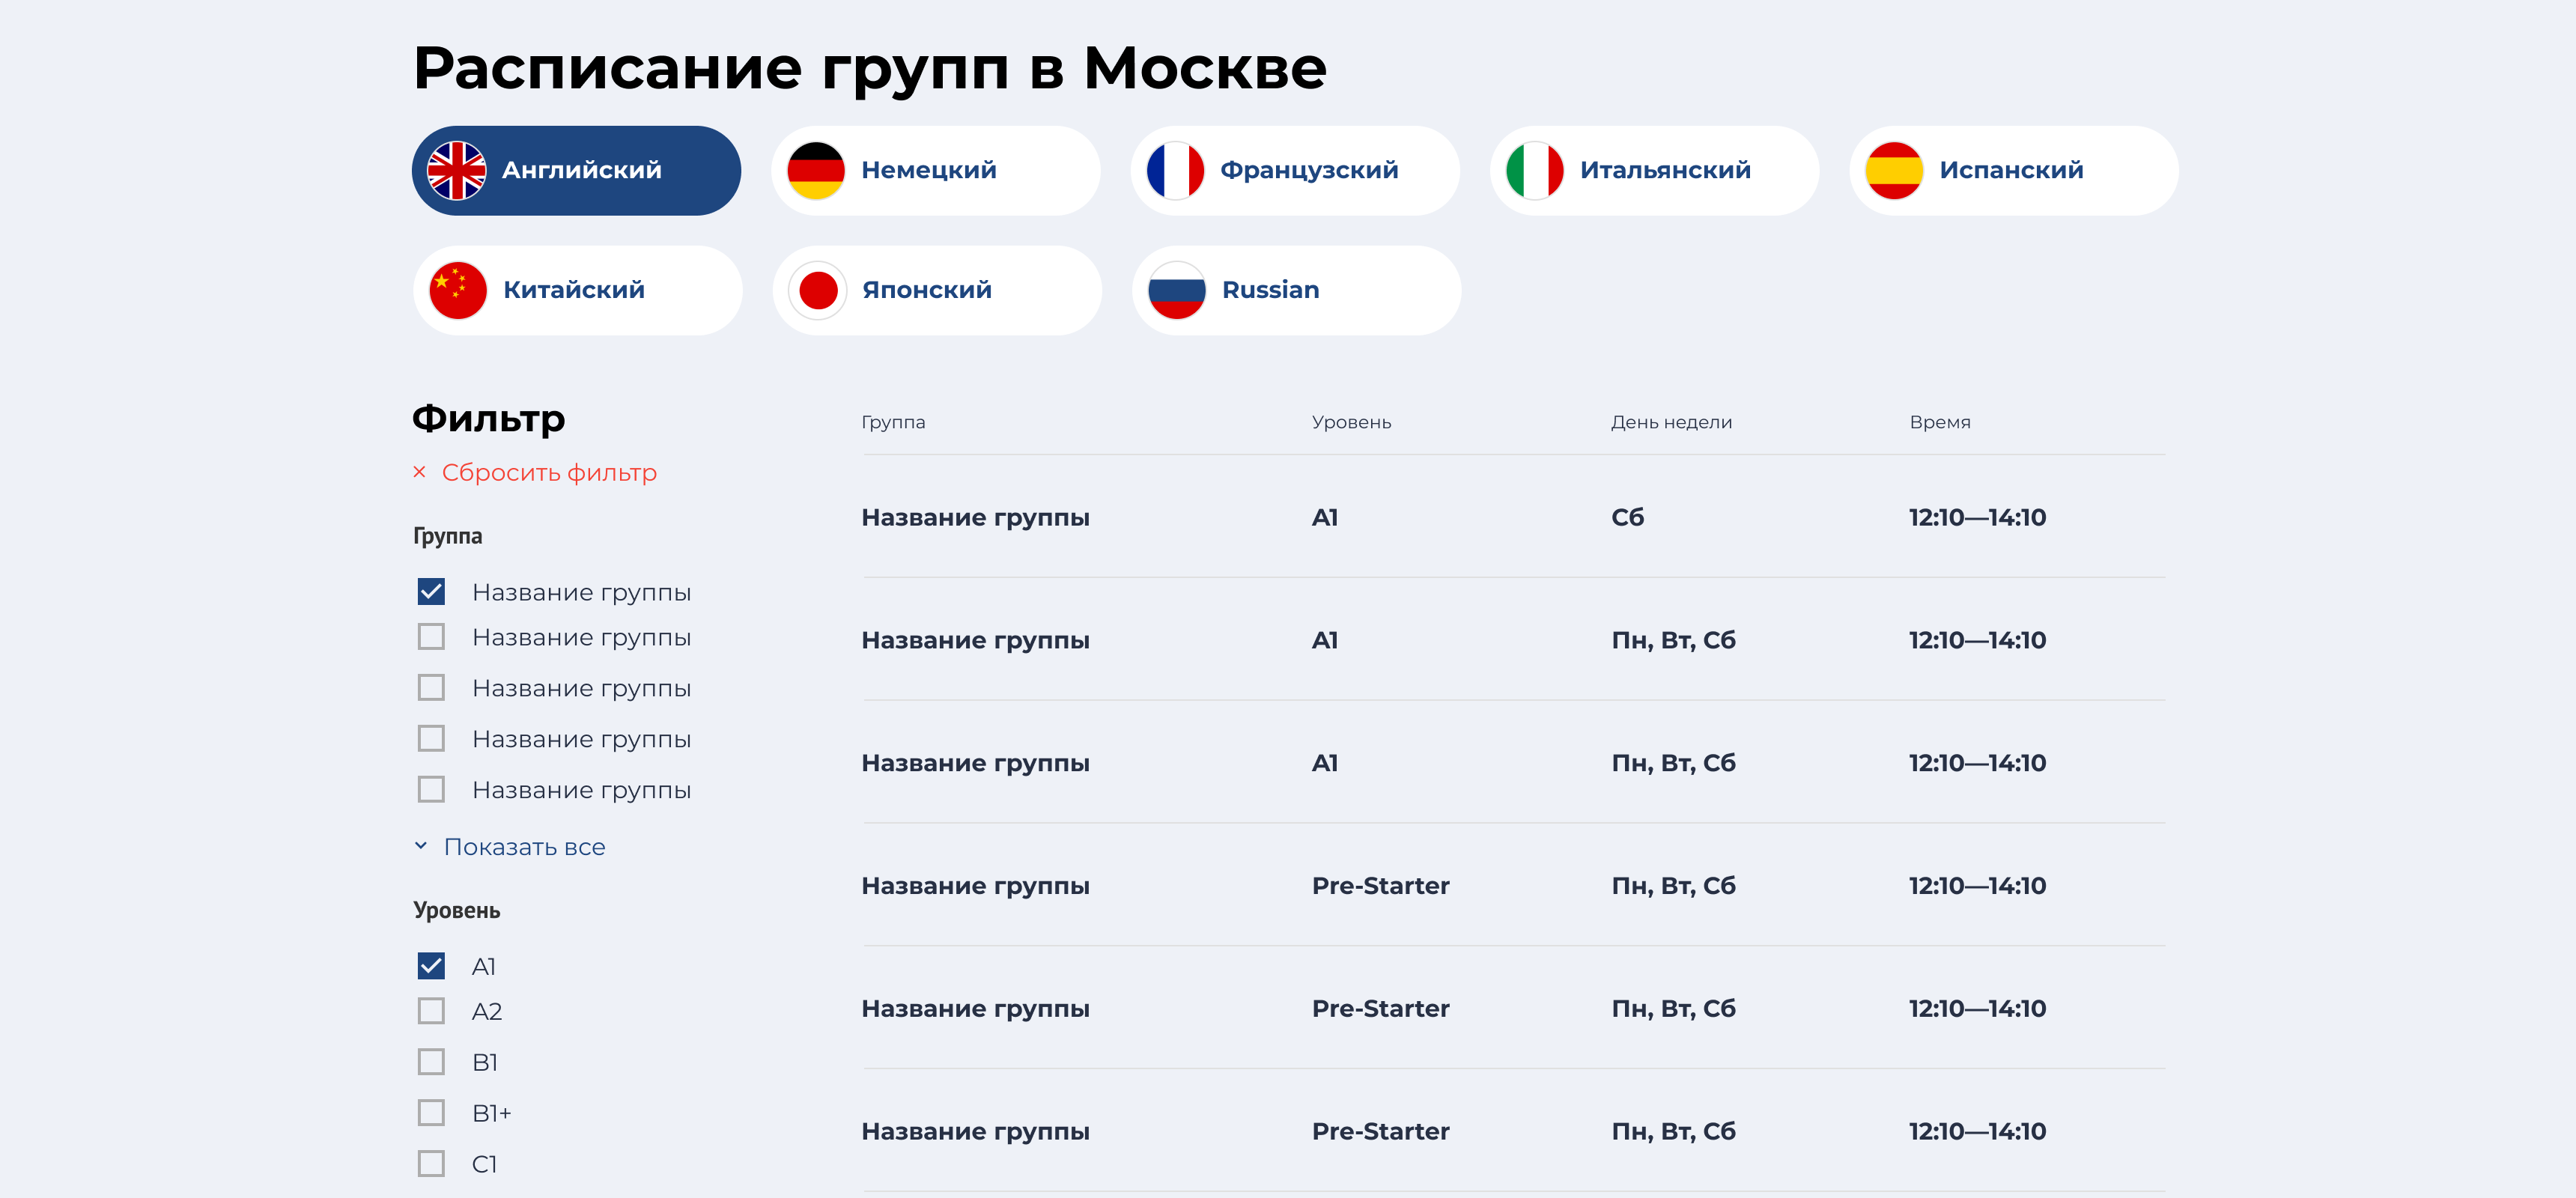 Расписание групп в Москве
Английский
Немецкий
Французский
Итальянский
Испанский
Китайский
Японский
Russian
Фильтр
Сбросить фильтр
Группа
Название группы
Название группы
Название группы
Название группы
Название группы
Показать все
Уровень
A1
A2
B1
B1+
C1
Группа Уровень День недели Время
Название группы A1 Сб 12:10—14:10
Название группы A1 Пн, Вт, Сб 12:10—14:10
Название группы A1 Пн, Вт, Сб 12:10—14:10
Название группы Pre-Starter Пн, Вт, Сб 12:10—14:10
Название группы Pre-Starter Пн, Вт, Сб 12:10—14:10
Название группы Pre-Starter Пн, Вт, Сб 12:10—14:10